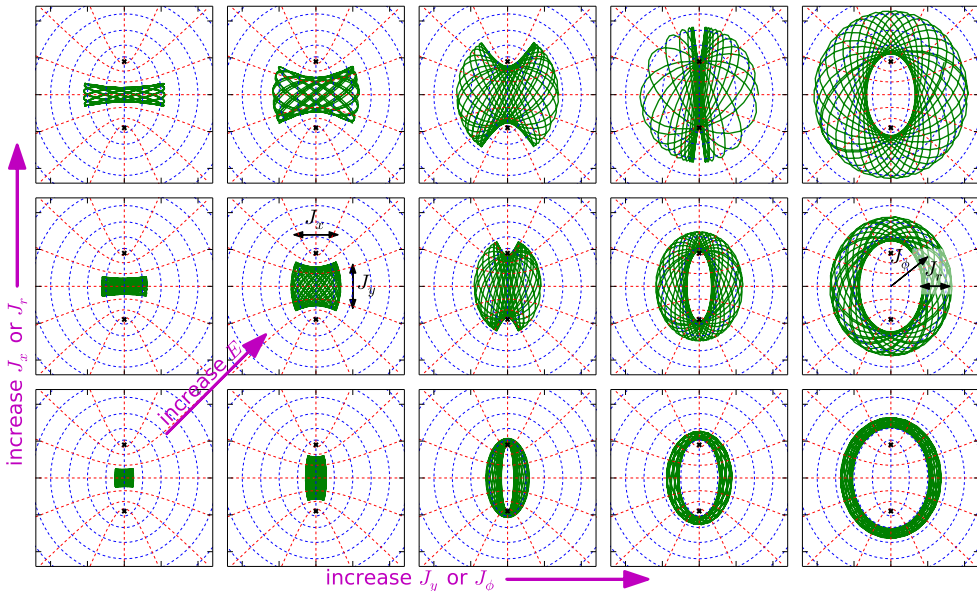 increase J_x or J_r
J_x
J_y
J_ϕ
J_r
increase E
increase J_y or J_ϕ